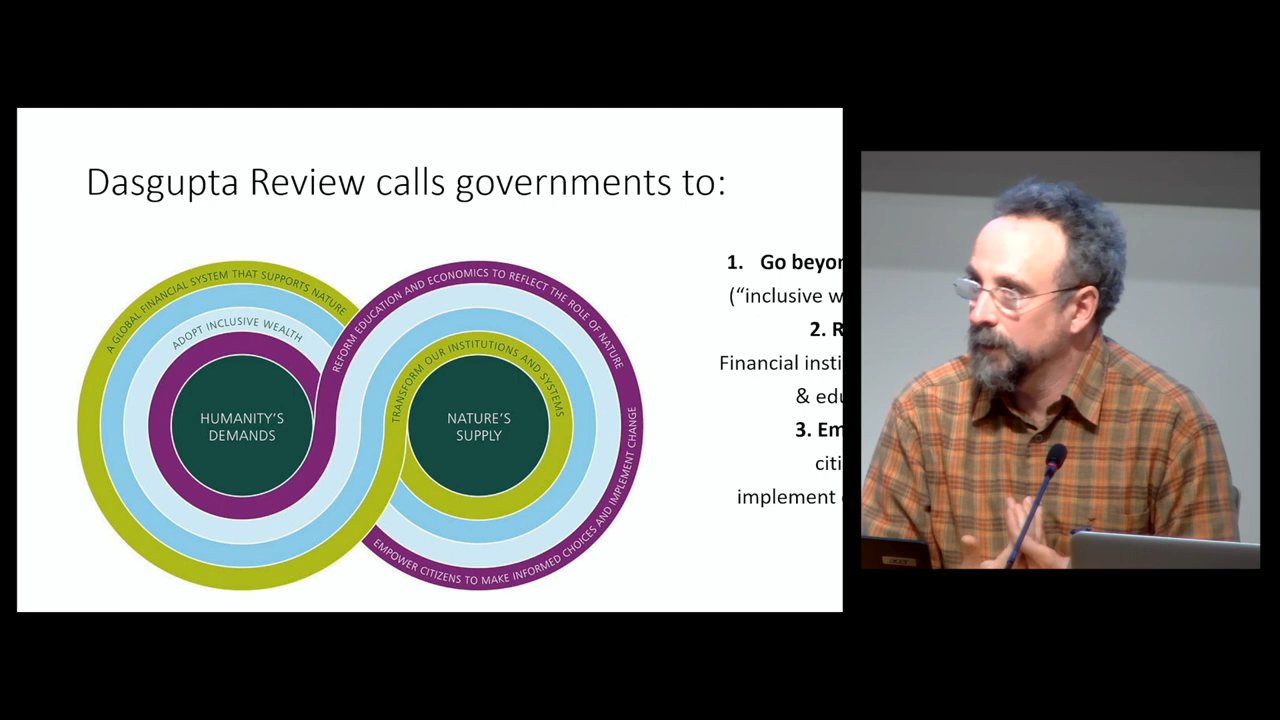 Dasgupta Review calls governments to:
A GLOBAL FINANCIAL SYSTEM THAT SUPPORTS NATURE
ADOPT INCLUSIVE WEALTH
HUMANITY'S
DEMANDS
REFORM EDUCATION AND ECONOMICS TO REFLECT THE ROLE OF NATURE
TRANSFORM OUR INSTITUTIONS AND SYSTEMS
NATURE'S
SUPPLY
EMPOWER CITIZENS TO MAKE INFORMED CHOICES AND IMPLEMENT CHANGE
1. Go beyon
("inclusive w
2. R
Financial insti
& edu
3. Em
citi
implement